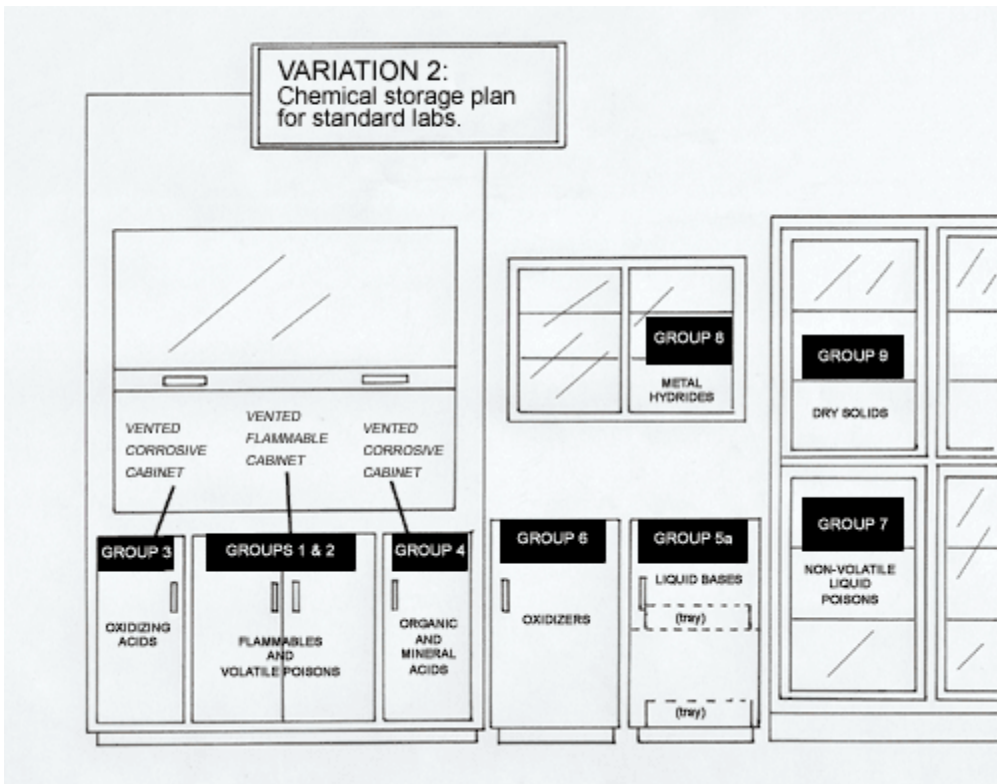 VARIATION 2:
Chemical storage plan
for standard labs.
GROUP 8
METAL
HYDRIDES
GROUP 9
DRY SOLIDS
VENTED
CORROSIVE
CABINET
VENTED
FLAMMABLE
CABINET
VENTED
CORROSIVE
CABINET
GROUP 3
OXIDIZING
ACIDS
GROUPS 1 & 2
FLAMMABLES
AND
VOLATILE POISONS
GROUP 4
ORGANIC
AND
MINERAL
ACIDS
GROUP 6
OXIDIZERS
GROUP 5a
LIQUID BASES
(tray)
(tray)
GROUP 7
NON-VOLATILE
LIQUID
POISONS